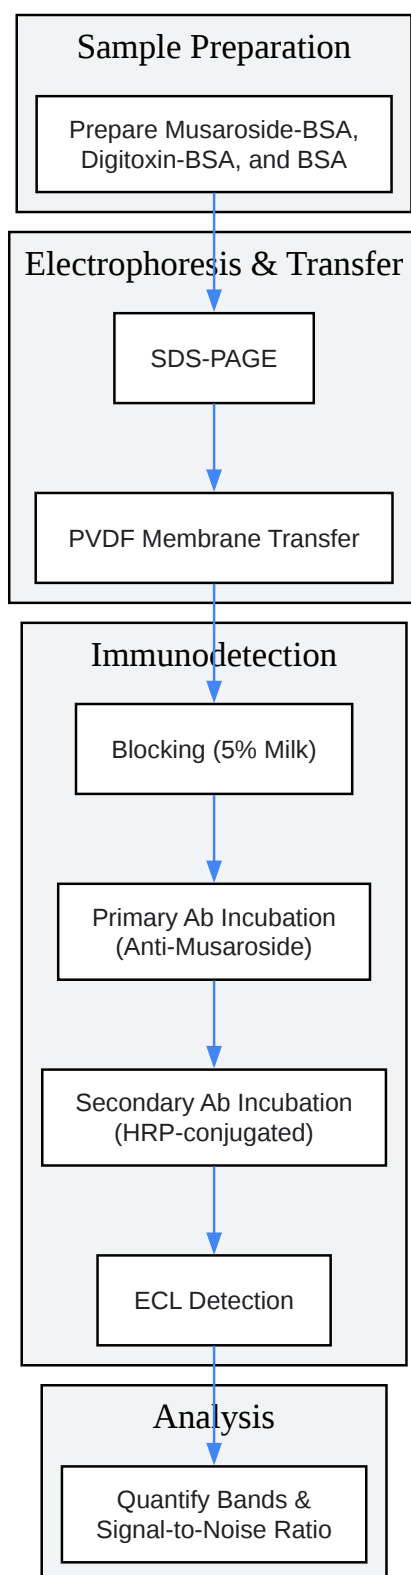 Sample Preparation
Prepare Musaroside-BSA,
Digitoxin-BSA, and BSA
Electrophoresis & Transfer
SDS-PAGE
PVDF Membrane Transfer
Immunodetection
Blocking (5% Milk)
Primary Ab Incubation
(Anti-Musaroside)
Secondary Ab Incubation
(HRP-conjugated)
ECL Detection
Analysis
Quantify Bands &
Signal-to-Noise Ratio